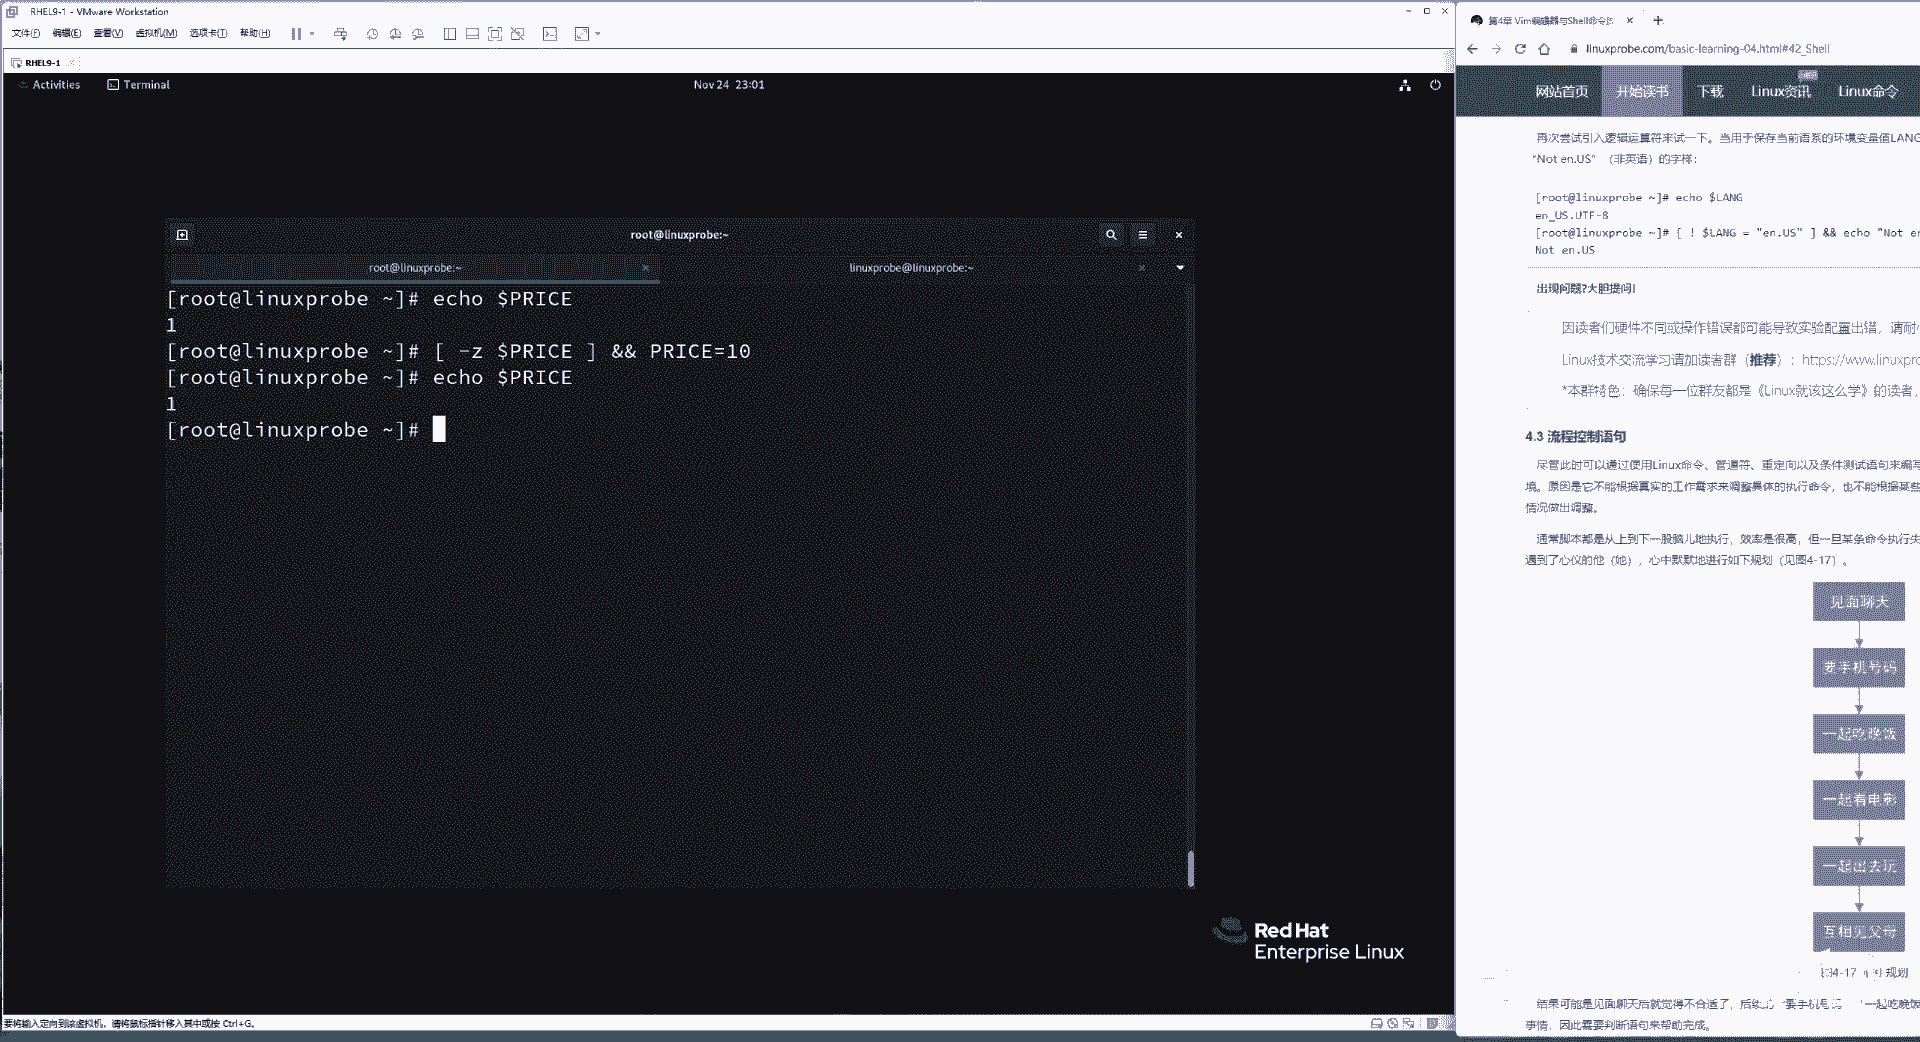 RHEL9-1 - VMware Workstation
文件(F) 编辑(E) 查看(V) 虚拟机(M) 选项卡(T) 帮助(H)
RHEL9-1
Activities Terminal Nov 24 23:01
root@linuxprobe:~
root@linuxprobe:~ linuxprobe@linuxprobe:~
[root@linuxprobe ~]# echo $PRICE
1
[root@linuxprobe ~]# [ -z $PRICE ] && PRICE=10
[root@linuxprobe ~]# echo $PRICE
1
[root@linuxprobe ~]#
Red Hat
Enterprise Linux
要将输入定向到该虚拟机，请将鼠标指针移入其中或按 Ctrl+G。
第4章 Vim编辑器与Shell命令
linuxprobe.com/basic-learning-04.html#42_Shell
网站首页 开始读书 下载 Linux资讯 Linux命令
再次尝试引入逻辑运算符来试一下。当用于保存当前语系的环境变量值LANG
"Not en.US" （非英语）的字样：
[root@linuxprobe ~]# echo $LANG
en_US.UTF-8
[root@linuxprobe ~]# [ ! $LANG = "en.US" ] && echo "Not e
Not en.US
出现问题?大胆提问!
因读者们硬件不同或操作错误都可能导致实验配置出错，请耐
Linux技术交流学习请加读者群（推荐）：https://www.linuxpr
*本群特色：确保每一位群友都是《Linux就该这么学》的读者，
4.3 流程控制语句
尽管此时可以通过使用Linux命令、管道符、重定向以及条件测试语句来编写
境。原因是它不能根据真实的工作需求来调整具体的执行命令，也不能根据某些
情况做出调整。
通常脚本都是从上到下一股脑儿地执行，效率是很高，但一旦某条命令执行失
遇到了心仪的他（她），心中默默地进行如下规划（见图4-17）。
见面聊天
要手机号码
一起吃晚饭
一起看电影
一起出去玩
互相见父母
4-17 规划
结果可能是见面聊天后就觉得不合适了，后续的 要手机号 一起吃晚饭
事情，因此需要判断语句来帮助完成。